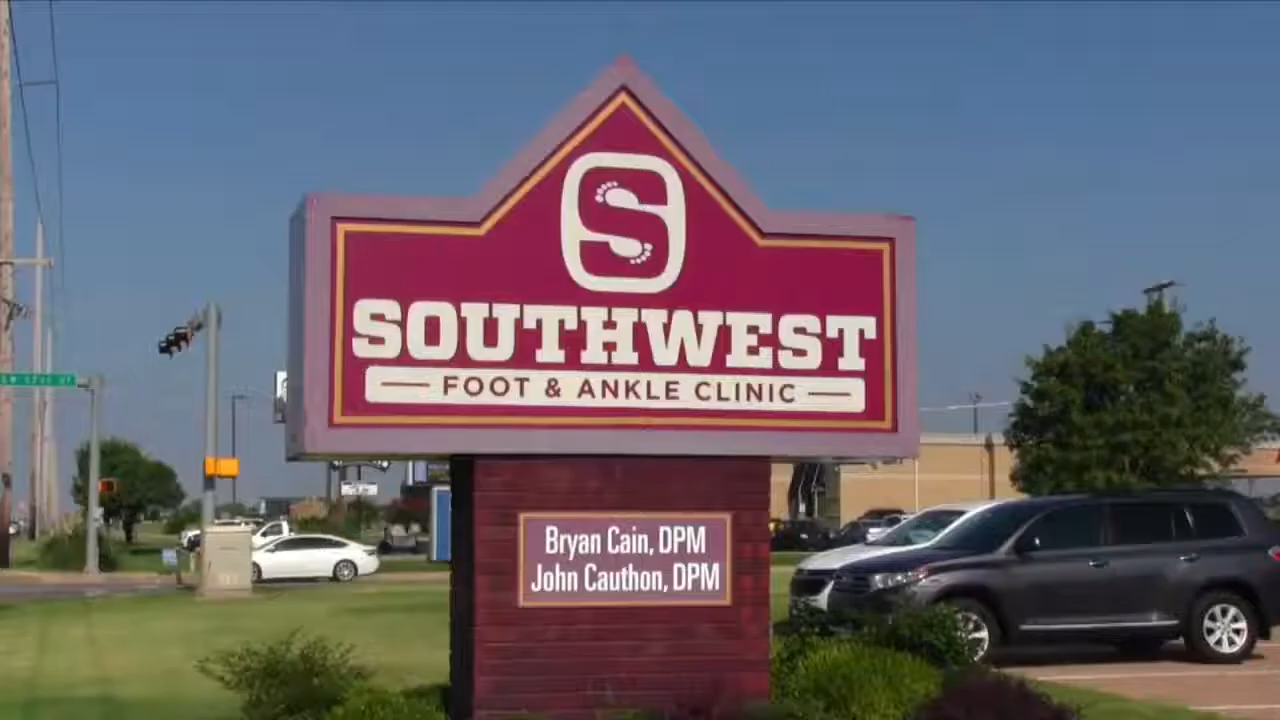 S
SOUTHWEST
FOOT & ANKLE CLINIC
Bryan Cain, DPM
John Cauthon, DPM